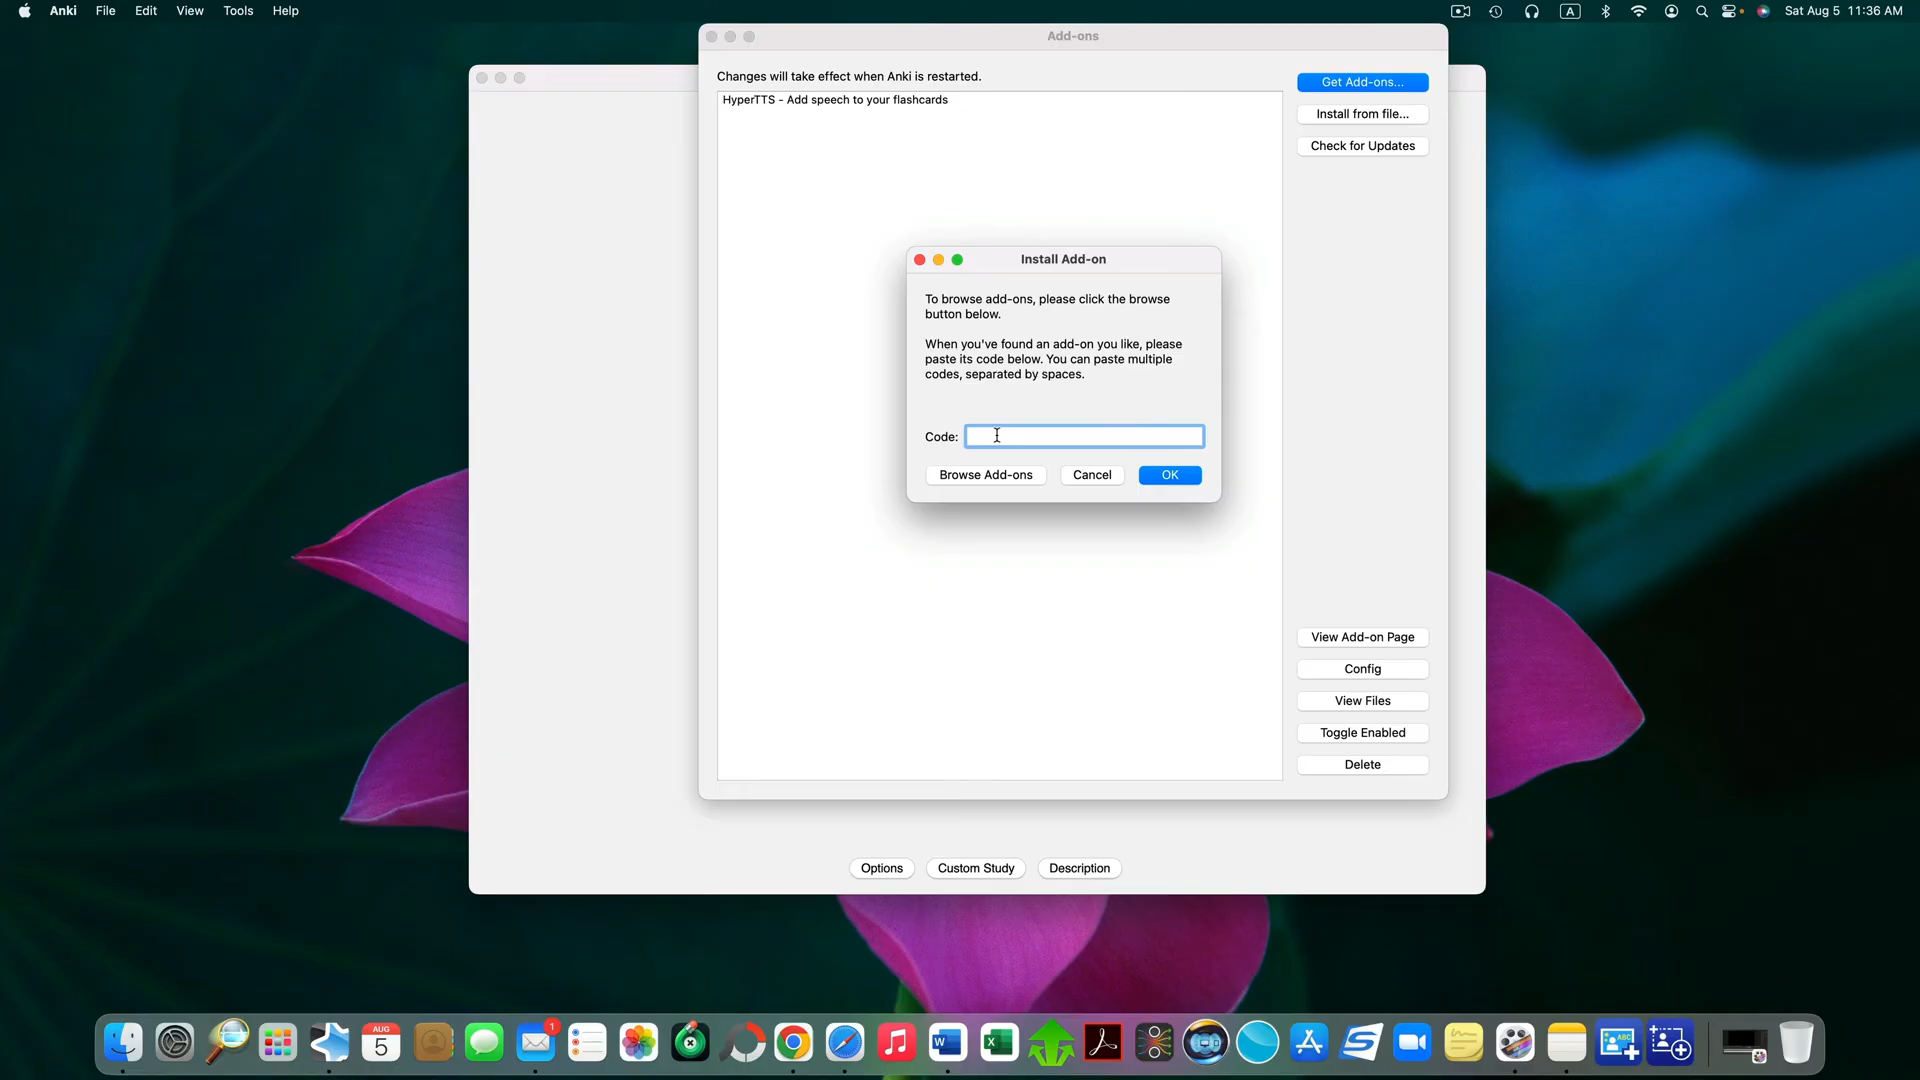 Anki File Edit View Tools Help
A
Sat Aug 5 11:36 AM
Add-ons
Changes will take effect when Anki is restarted.
Get Add-ons...
HyperTTS - Add speech to your flashcards
Install from file...
Check for Updates
Install Add-on
To browse add-ons, please click the browse
button below.
When you've found an add-on you like, please
paste its code below. You can paste multiple
codes, separated by spaces.
Code:
Browse Add-ons
Cancel
OK
View Add-on Page
Config
View Files
Toggle Enabled
Delete
Options
Custom Study
Description
AUG
5
1
W
X
S
ABC